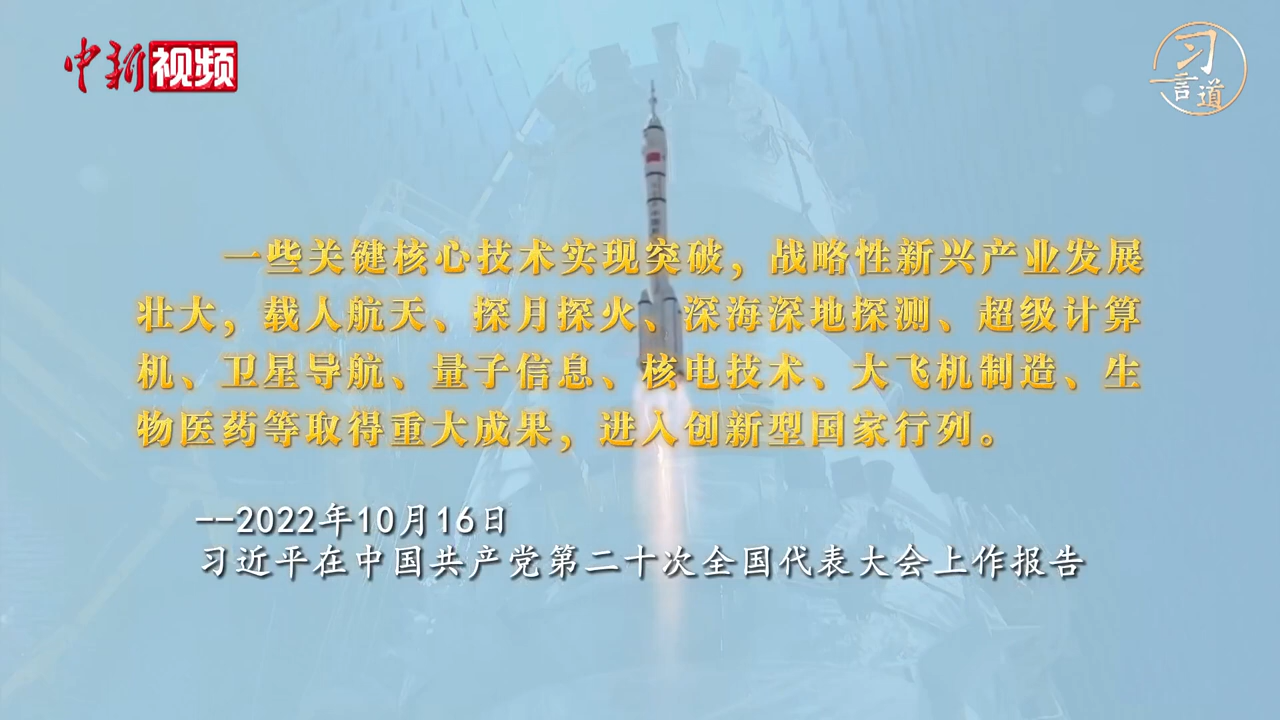 中新视频
习言道
一些关键核心技术实现突破，战略性新兴产业发展
壮大，载人航天、探月探火、深海深地探测、超级计算
机、卫星导航、量子信息、核电技术、大飞机制造、生
物医药等取得重大成果，进入创新型国家行列。
--2022年10月16日
习近平在中国共产党第二十次全国代表大会上作报告